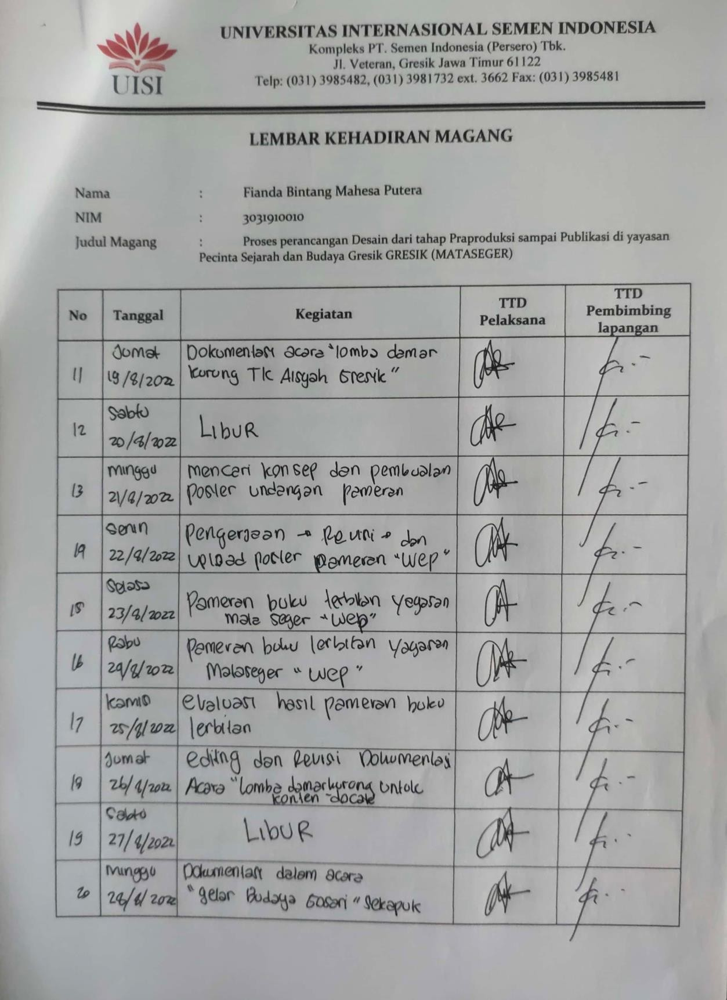 UISI
UNIVERSITAS INTERNASIONAL SEMEN INDONESIA
Kompleks PT. Semen Indonesia (Persero) Tbk.
Jl. Veteran, Gresik Jawa Timur 61122
Telp: (031) 3985482, (031) 3981732 ext. 3662 Fax: (031) 3985481
LEMBAR KEHADIRAN MAGANG
Nama : Fianda Bintang Mahesa Putera
NIM : 3031910010
Judul Magang : Proses perancangan Desain dari tahap Praproduksi sampai Publikasi di yayasan
Pecinta Sejarah dan Budaya Gresik GRESIK (MATASEGER)
No Tanggal Kegiatan TTD Pelaksana TTD Pembimbing lapangan
11 Jumat 19/8/2022
Dokumentasi acara "lomba damar
kurung TK Aisyah Gresik"
12 Sabtu 20/8/2022
LIBUR
13 Minggu 21/8/2022
mencari konsep dan pembuatan
poster undangan pameran
14 Senin 22/8/2022
Pengerjaan → Revisi → dan
upload poster pameran "WEP"
15 Selasa 23/8/2022
Pameran buku terbitan yayasan
mata seger "wep"
16 Rabu 24/8/2022
Pameran buku terbitan yayasan
Mataseger "wep"
17 Kamis 25/8/2022
evaluasi hasil pameran buku
terbitan
18 Jumat 26/8/2022
editing dan Revisi Dokumentasi
Acara "lomba damarkurong untuk
konten
19 Sabtu 27/8/2022
LIBUR
20 Minggu 28/8/2022
Dokumentasi dalam acara
"gelar Budaya Gosari" Sekapuk